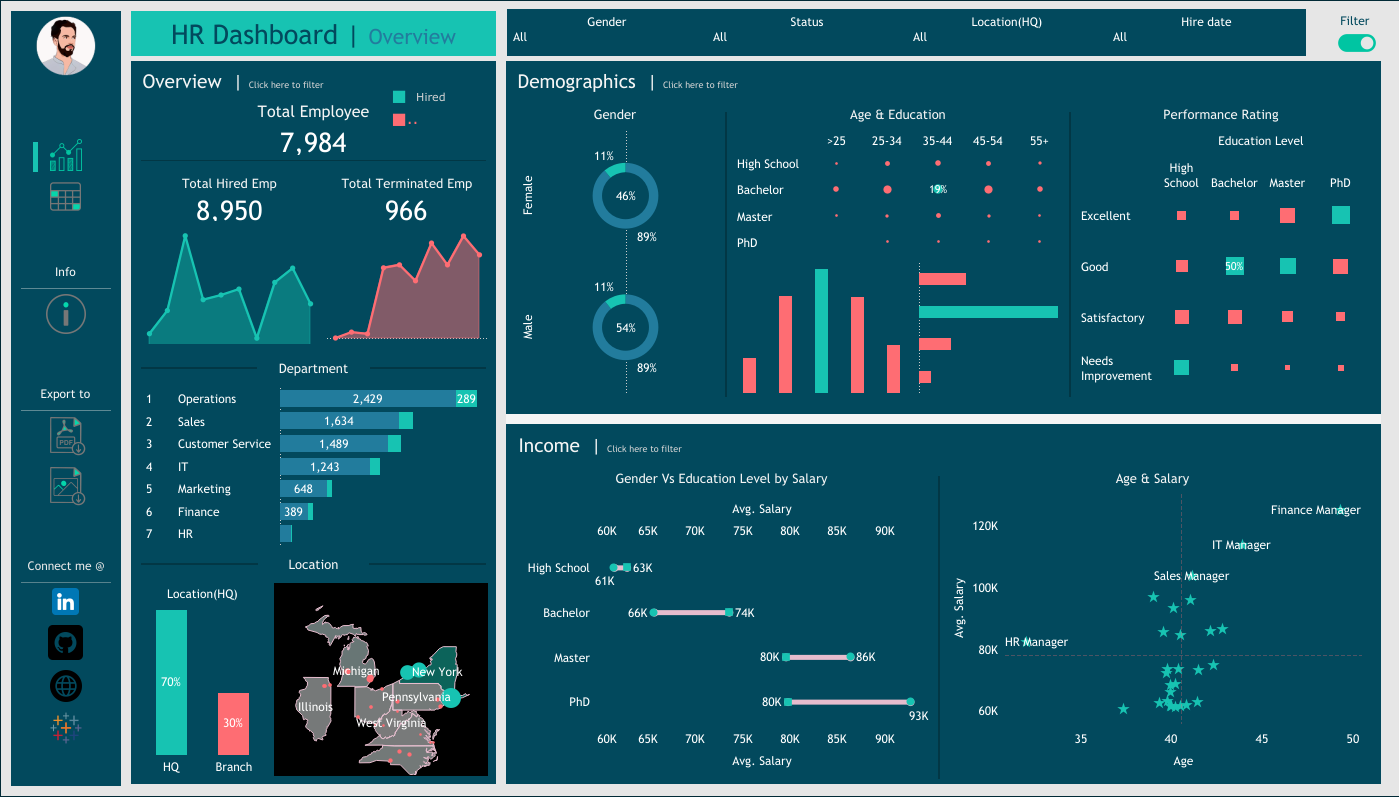 HR Dashboard | Overview
Gender
All
Status
All
Location(HQ)
All
Hire date
All
Filter
Info
Export to
PDF
Connect me @
in
Overview | Click here to filter
Hired
..
Total Employee
7,984
Total Hired Emp
8,950
Total Terminated Emp
966
Department
1 Operations 2,429 289
2 Sales 1,634
3 Customer Service 1,489
4 IT 1,243
5 Marketing 648
6 Finance 389
7 HR
Location
Location(HQ)
70%
30%
HQ Branch
Michigan
New York
Pennsylvania
Illinois
West Virginia
Demographics | Click here to filter
Gender
Female
11%
46%
89%
Male
11%
54%
89%
Age & Education
>25 25-34 35-44 45-54 55+
High School
Bachelor 19%
Master
PhD
Performance Rating
Education Level
High
School Bachelor Master PhD
Excellent
Good 50%
Satisfactory
Needs
Improvement
Income | Click here to filter
Gender Vs Education Level by Salary
Avg. Salary
60K 65K 70K 75K 80K 85K 90K
High School 63K
61K
Bachelor 66K 74K
Master 80K 86K
PhD 80K
93K
60K 65K 70K 75K 80K 85K 90K
Avg. Salary
Age & Salary
Avg. Salary
120K
100K
80K
60K
Finance Manager
IT Manager
Sales Manager
HR Manager
35 40 45 50
Age